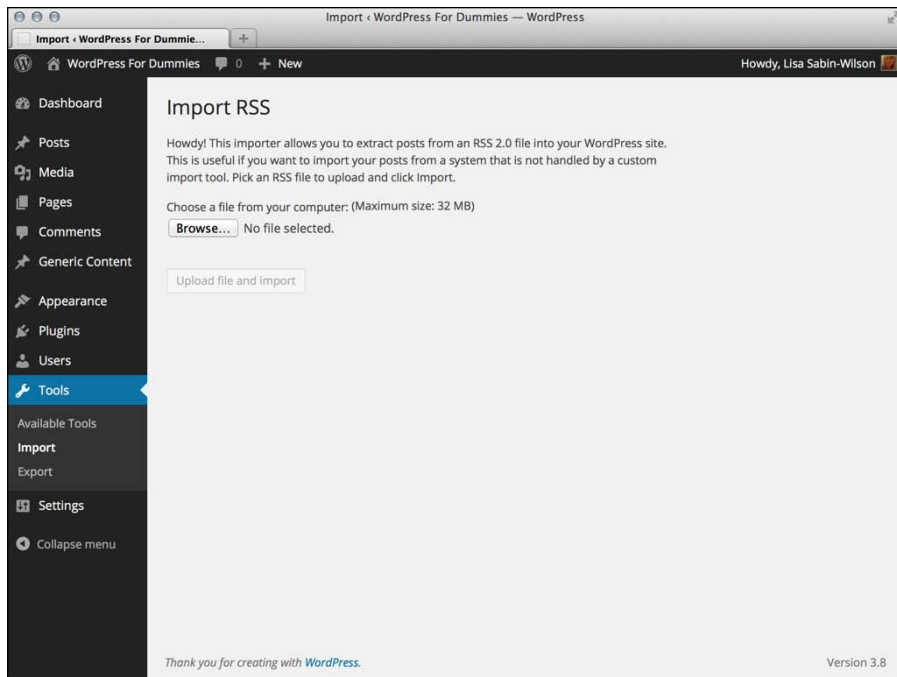 Import ‹ WordPress For Dummies — WordPress
Import ‹ WordPress For Dummie...
WordPress For Dummies 0 + New Howdy, Lisa Sabin-Wilson
Dashboard
Posts
Media
Pages
Comments
Generic Content
Appearance
Plugins
Users
Tools
Available Tools
Import
Export
Settings
Collapse menu
Import RSS
Howdy! This importer allows you to extract posts from an RSS 2.0 file into your WordPress site.
This is useful if you want to import your posts from a system that is not handled by a custom
import tool. Pick an RSS file to upload and click Import.
Choose a file from your computer: (Maximum size: 32 MB)
Browse... No file selected.
Upload file and import
Thank you for creating with WordPress. Version 3.8